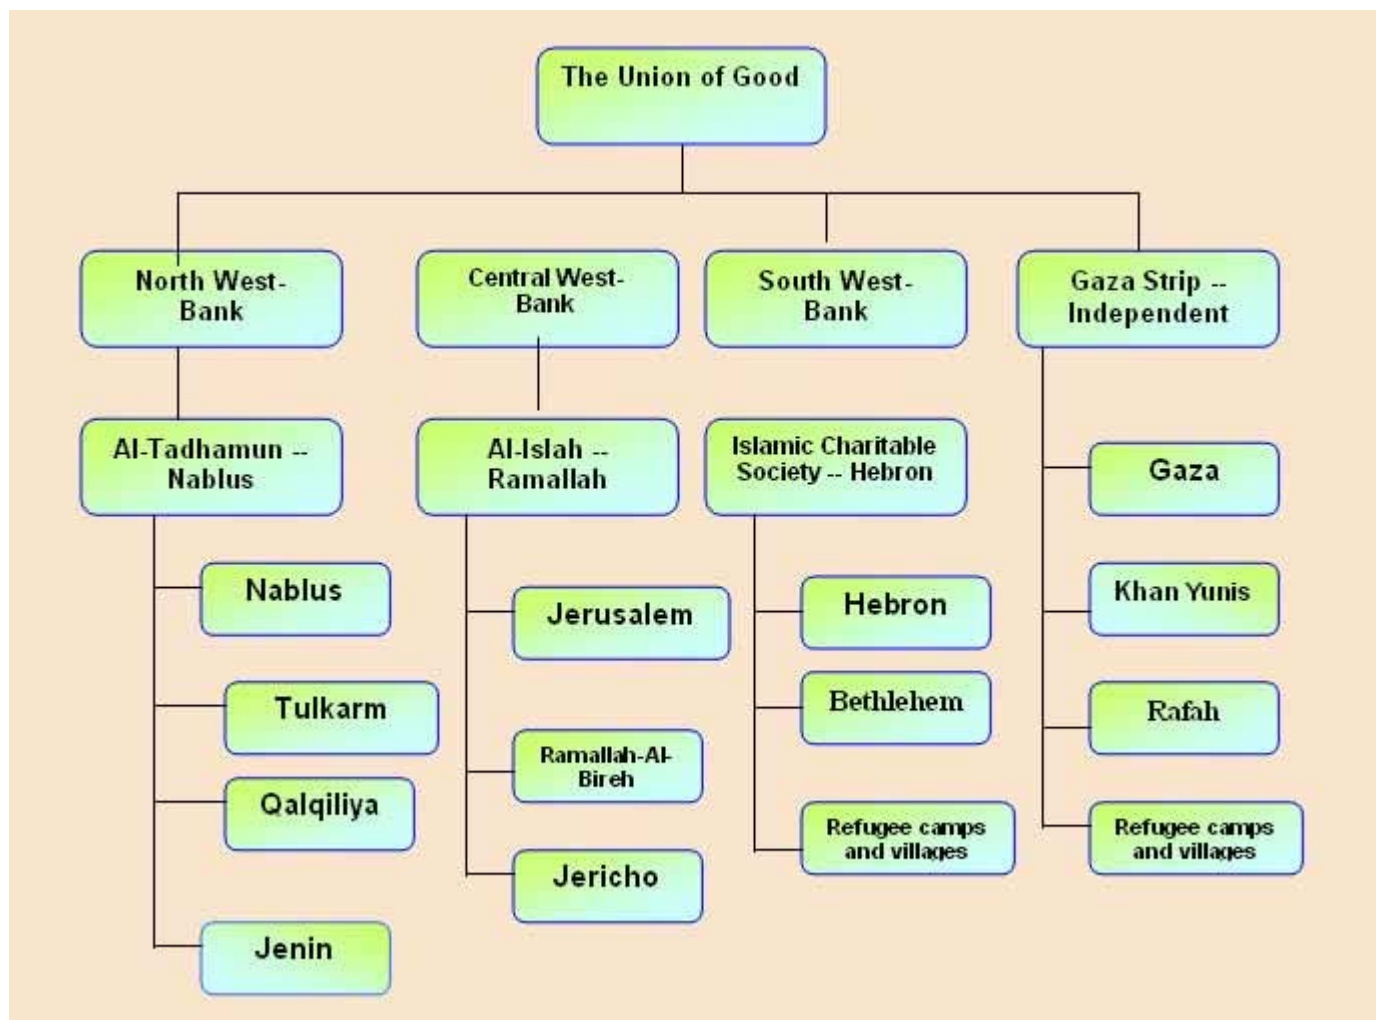 The Union of Good
North West-
Bank
Central West-
Bank
South West-
Bank
Gaza Strip --
Independent
Al-Tadhamun --
Nablus
Al-Islah --
Ramallah
Islamic Charitable
Society -- Hebron
Gaza
Nablus
Jerusalem
Hebron
Khan Yunis
Tulkarm
Bethlehem
Rafah
Qalqiliya
Ramallah-Al-
Bireh
Refugee camps
and villages
Refugee camps
and villages
Jericho
Jenin